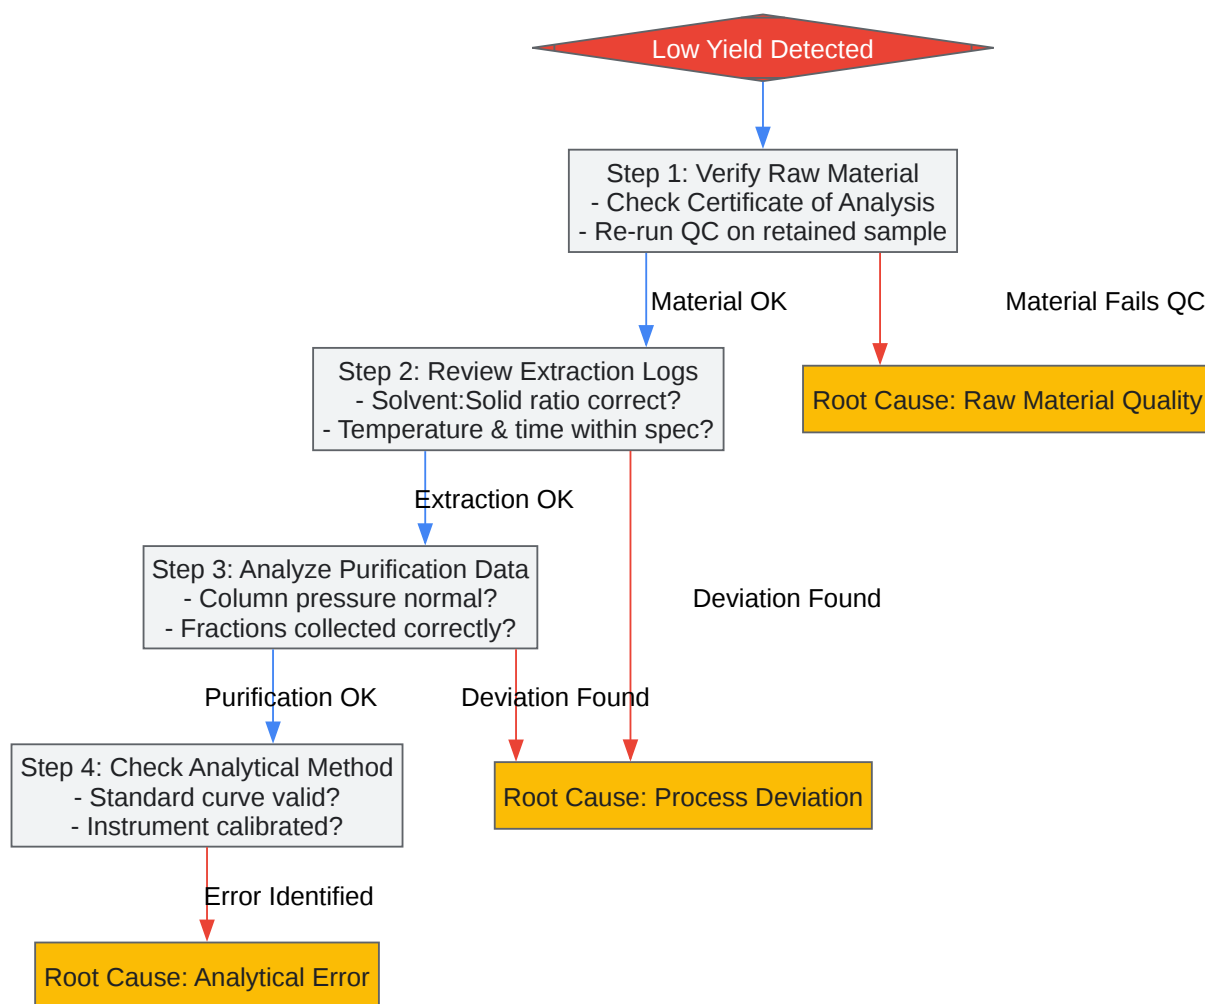 Low Yield Detected
Step 1: Verify Raw Material
- Check Certificate of Analysis
- Re-run QC on retained sample
Material OK
Material Fails QC
Step 2: Review Extraction Logs
- Solvent:Solid ratio correct?
- Temperature & time within spec?
Root Cause: Raw Material Quality
Extraction OK
Step 3: Analyze Purification Data
- Column pressure normal?
- Fractions collected correctly?
Deviation Found
Purification OK
Deviation Found
Step 4: Check Analytical Method
- Standard curve valid?
- Instrument calibrated?
Root Cause: Process Deviation
Error Identified
Root Cause: Analytical Error